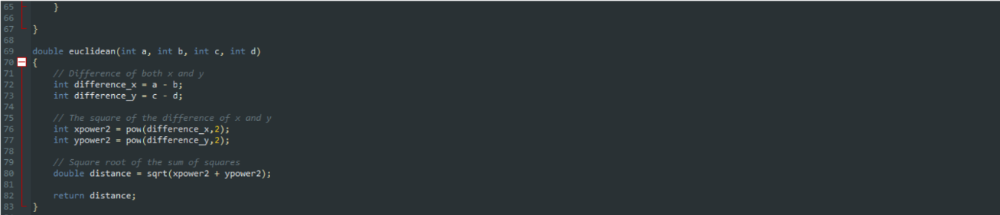 65 }
66
67 }
68
69 double euclidean(int a, int b, int c, int d)
70 {
71 // Difference of both x and y
72 int difference_x = a - b;
73 int difference_y = c - d;
74
75 // The square of the difference of x and y
76 int xpower2 = pow(difference_x,2);
77 int ypower2 = pow(difference_y,2);
78
79 // Square root of the sum of squares
80 double distance = sqrt(xpower2 + ypower2);
81
82 return distance;
83 }